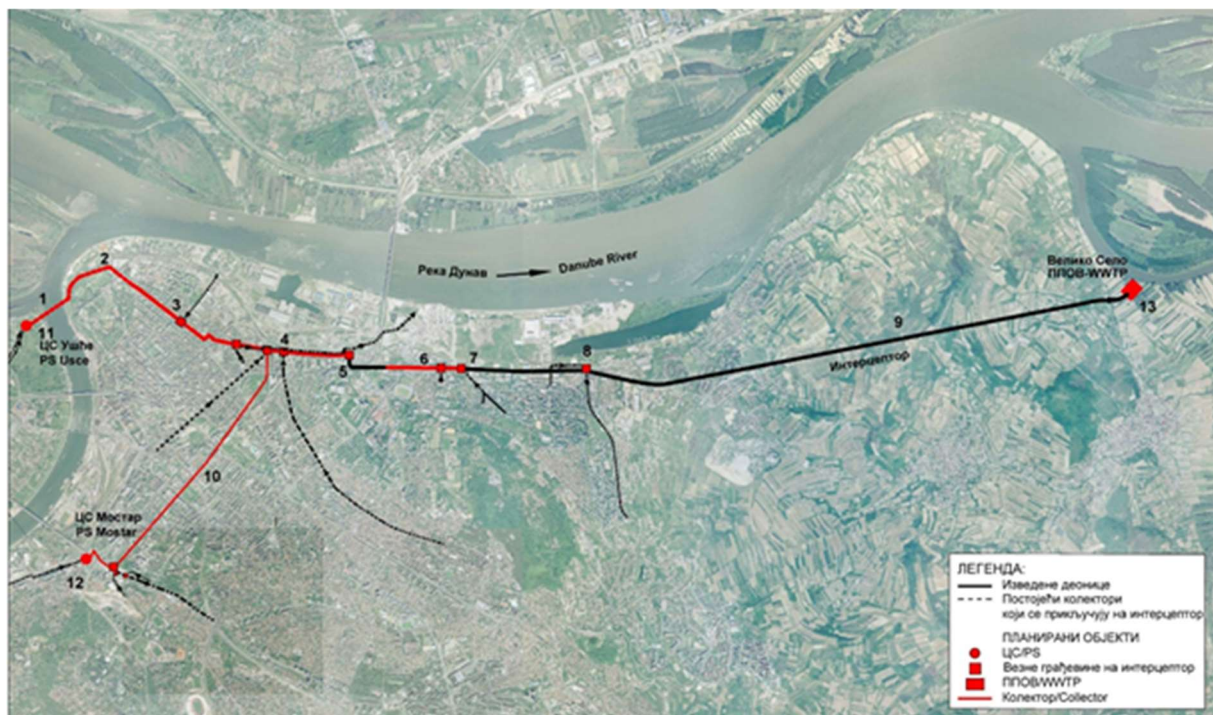 Река Дунав
Danube River
Велико Село
ППОВ-WWTP
1
2
3
4
5
6
7
8
9
10
11
12
13
ЦС Ушће
PS Usce
Интерцептор
ЦС Мостар
PS Mostar
ЛЕГЕНДА:
Изведене деонице
Постојећи колектори
који се прикључују на интерцептор
ПЛАНИРАНИ ОБЈЕКТИ
ЦС/PS
Везне грађевине на интерцептор
ППОВ/WWTP
Колектор/Collector